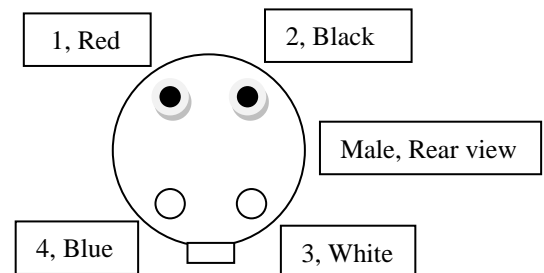 1, Red
2, Black
Male, Rear view
4, Blue
3, White